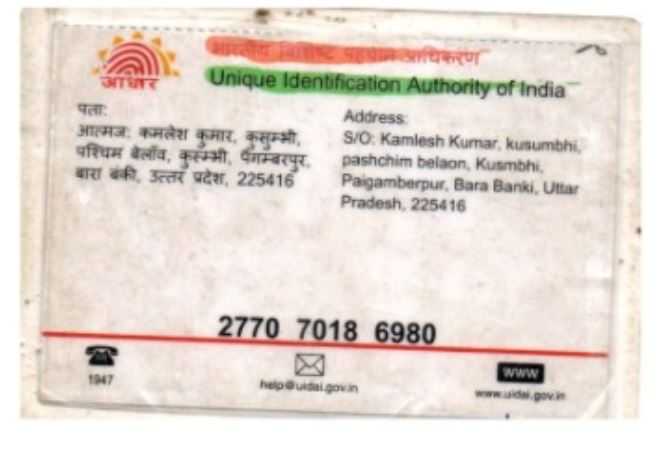 भारतीय विशिष्ट पहचान प्राधिकरण
Unique Identification Authority of India
आधार
पता:
आत्मज: कमलेश कुमार, कुसुम्भी,
पश्चिम बेलॉव, कुस्म्भी, पैगम्बरपुर,
बारा बंकी, उत्तर प्रदेश, 225416
Address:
S/O: Kamlesh Kumar, kusumbhi,
pashchim belaon, Kusmbhi,
Paigamberpur, Bara Banki, Uttar
Pradesh, 225416
2770 7018 6980
1947
help@uidai.gov.in
www
www.uidai.gov.in